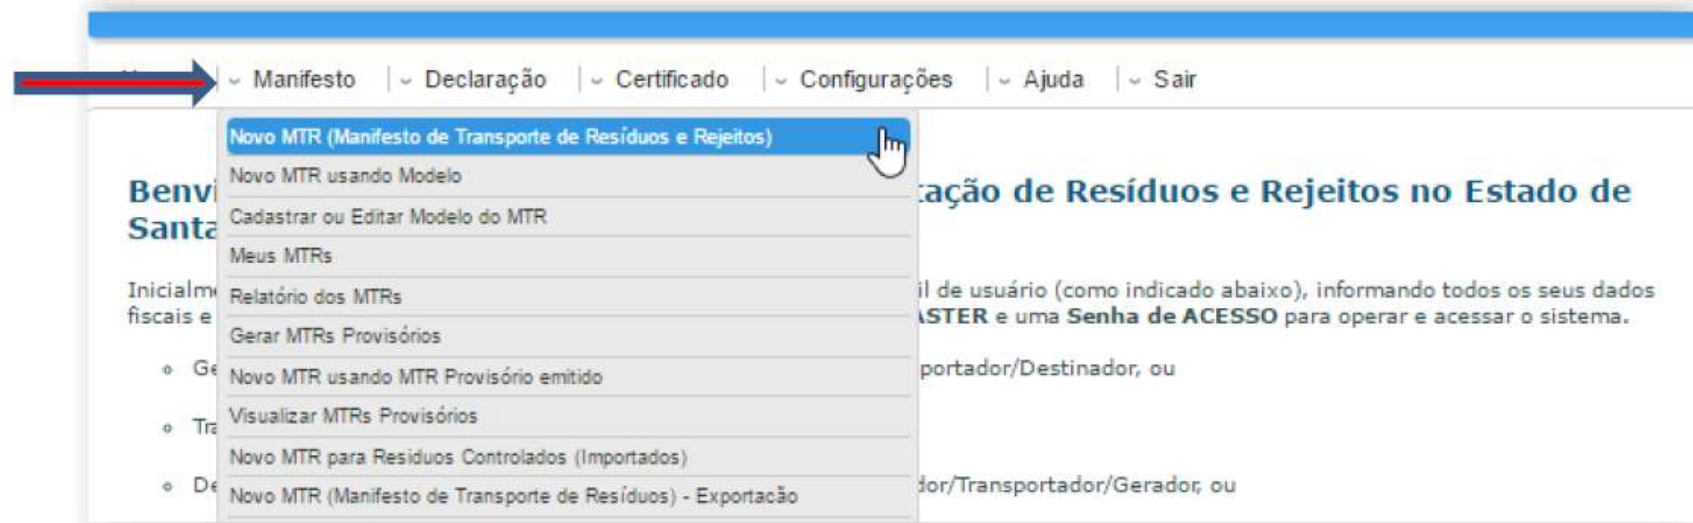 Manifesto Declaração Certificado Configurações Ajuda Sair
Novo MTR (Manifesto de Transporte de Resíduos e Rejeitos)
Novo MTR usando Modelo
Cadastrar ou Editar Modelo do MTR
Meus MTRs
Relatório dos MTRs
Gerar MTRs Provisórios
Novo MTR usando MTR Provisório emitido
Visualizar MTRs Provisórios
Novo MTR para Residuos Controlados (Importados)
Novo MTR (Manifesto de Transporte de Resíduos) - Exportacão
Benvi ação de Resíduos e Rejeitos no Estado de
Santa
Inicialm il de usuário (como indicado abaixo), informando todos os seus dados
fiscais e ASTER e uma Senha de ACESSO para operar e acessar o sistema.
Ge portador/Destinador, ou
Tra
De dor/Transportador/Gerador, ou